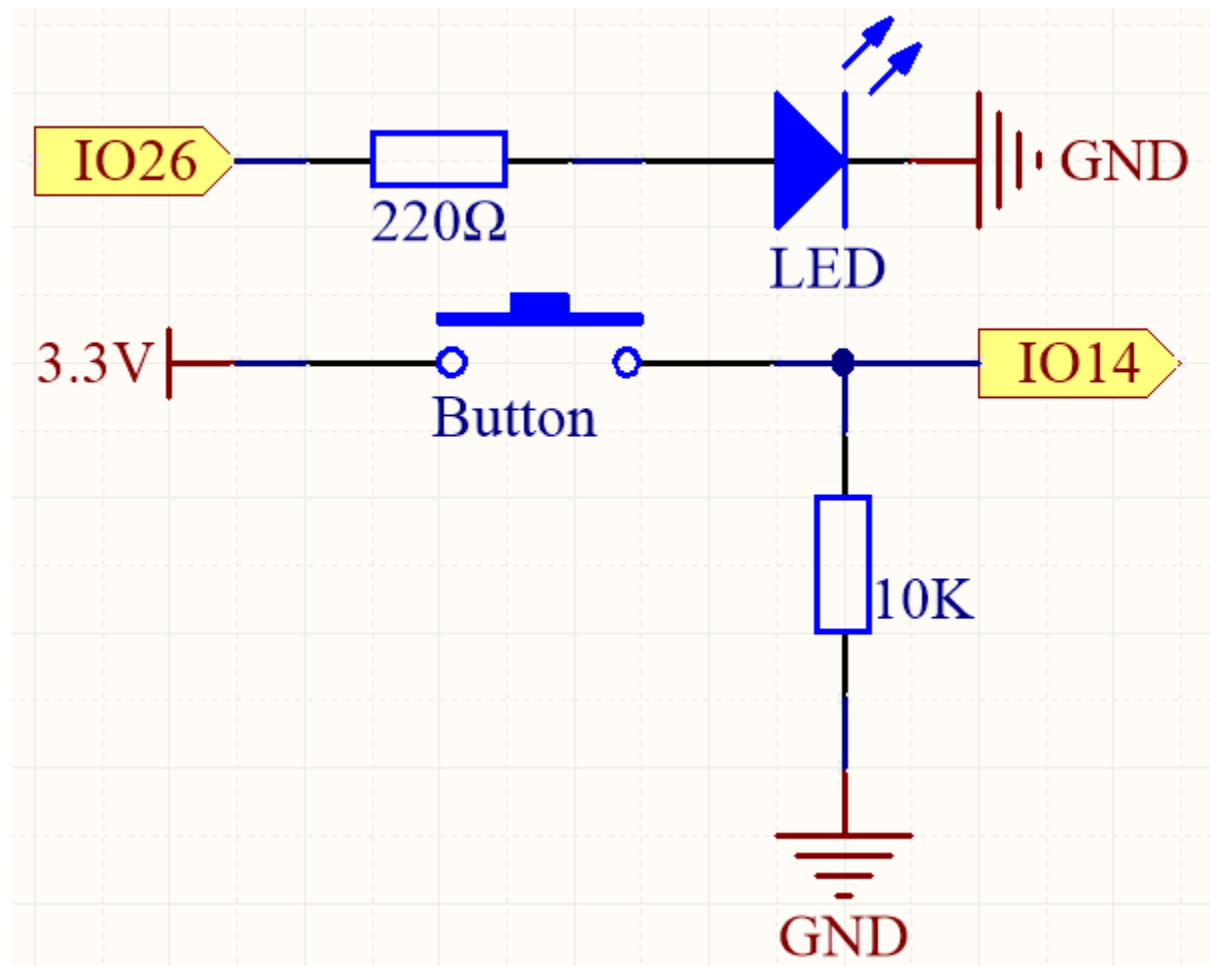 IO26
GND
220Ω
LED
3.3V
IO14
Button
10K
GND